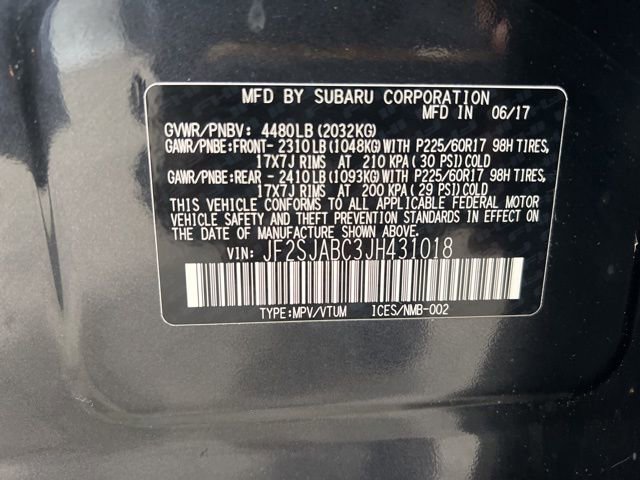 MFD BY SUBARU CORPORATION
MFD IN 06/17
GVWR/PNBV: 4480LB(2032KG)
GAWR/PNBE:FRONT- 2310LB(1048KG)WITH P225/60R17 98H TIRES,
17X7J RIMS AT 210 KPA(30 PSI)COLD
GAWR/PNBE:REAR - 2410LB(1093KG)WITH P225/60R17 98H TIRES,
17X7J RIMS AT 200 KPA(29 PSI)COLD
THIS VEHICLE CONFORMS TO ALL APPLICABLE FEDERAL MOTOR
VEHICLE SAFETY AND THEFT PREVENTION STANDARDS IN EFFECT ON
THE DATE OF MANUFACTURE SHOWN ABOVE.
VIN: JF2SJABC3JH431018
TYPE:MPV/VTUM ICES/NMB-002